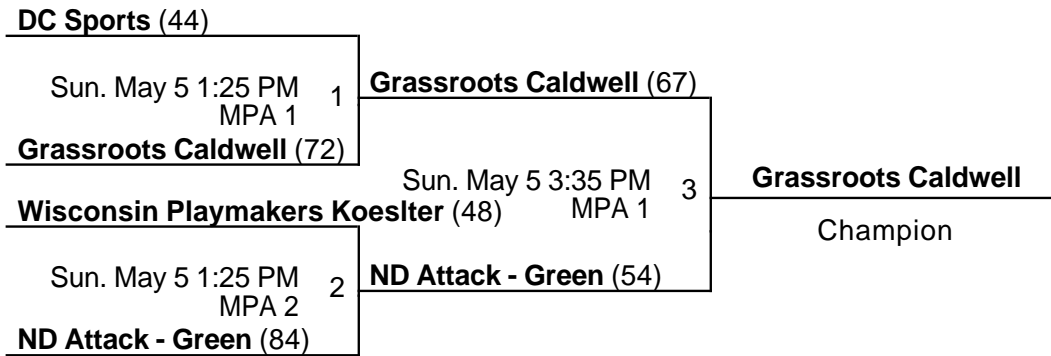 DC Sports (44)
Sun. May 5 1:25 PM
MPA 1
1
Grassroots Caldwell (72)
Grassroots Caldwell (67)
Sun. May 5 3:35 PM
MPA 1
3
Grassroots Caldwell
Champion
Wisconsin Playmakers Koeslter (48)
Sun. May 5 1:25 PM
MPA 2
2
ND Attack - Green (54)
ND Attack - Green (84)